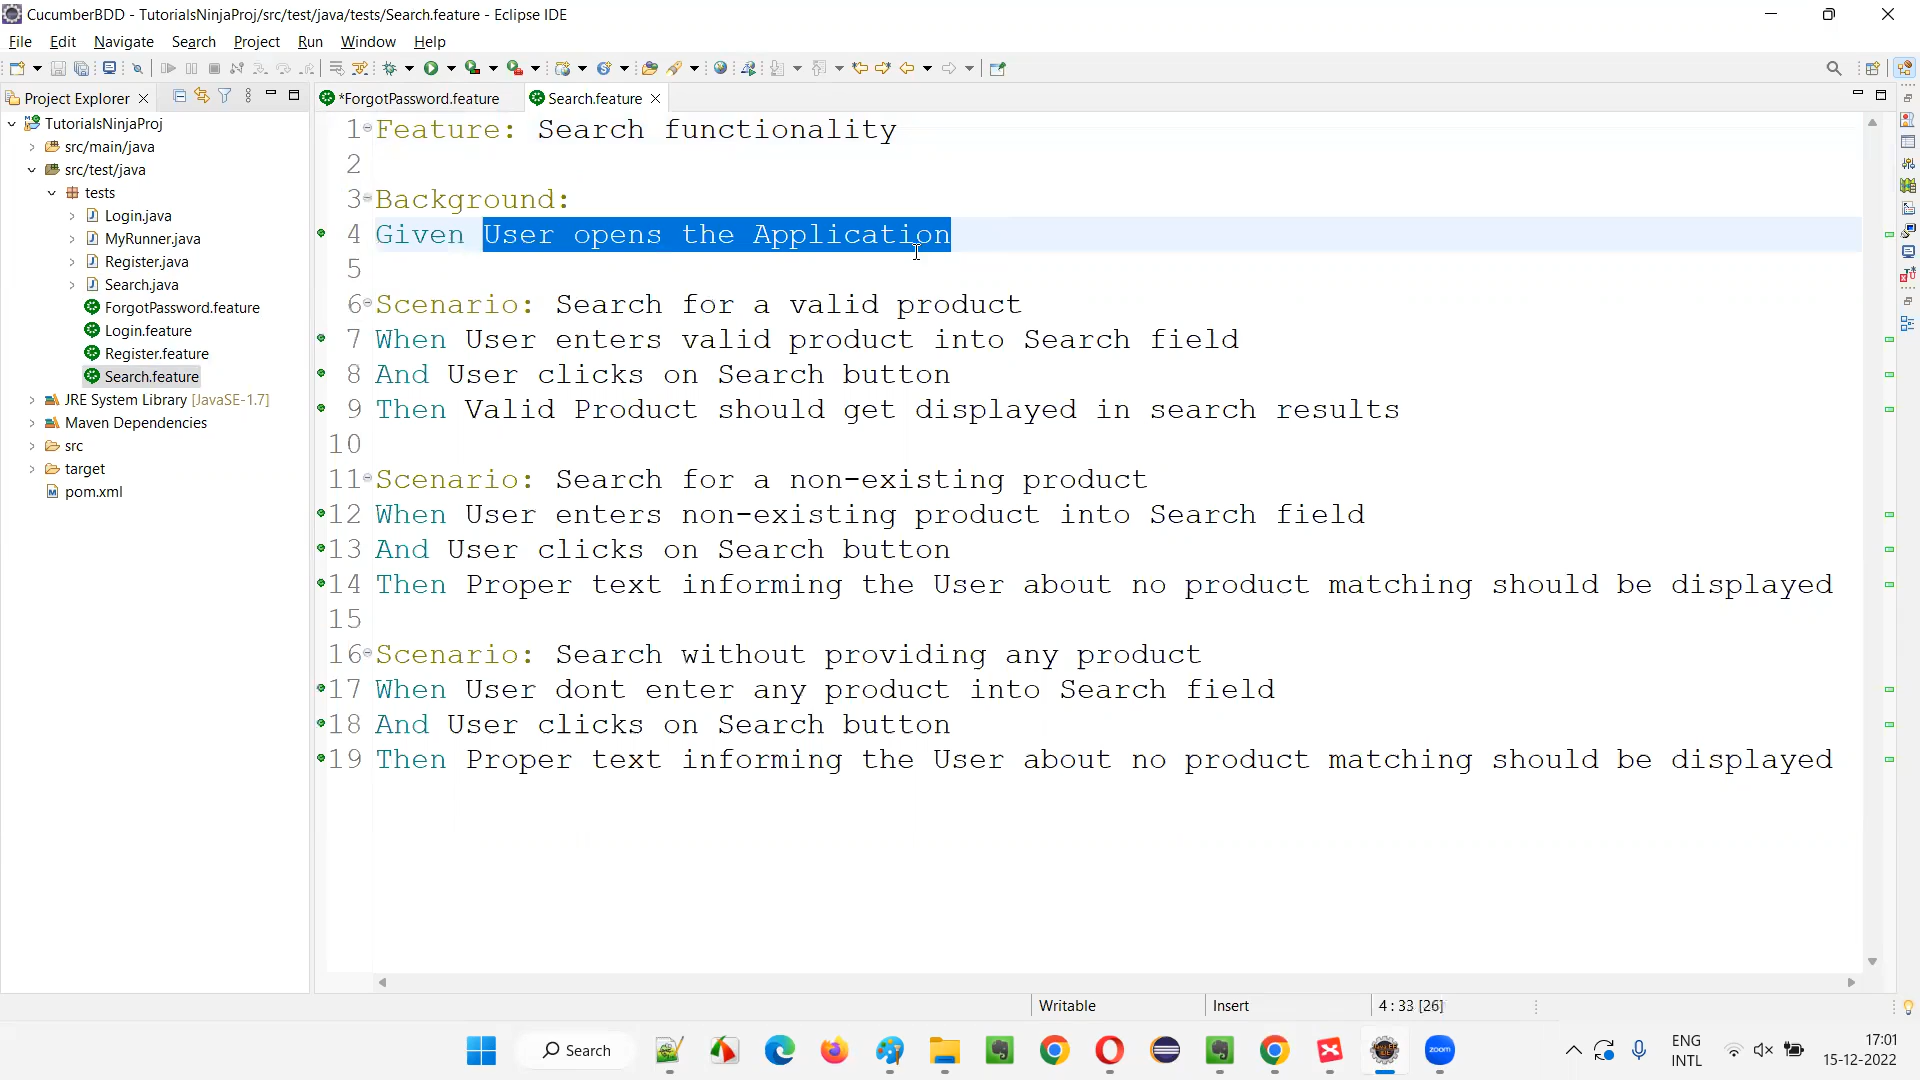 CucumberBDD - TutorialsNinjaProj/src/test/java/tests/Search.feature - Eclipse IDE
File Edit Navigate Search Project Run Window Help
Project Explorer
*ForgotPassword.feature
Search.feature
TutorialsNinjaProj
src/main/java
src/test/java
tests
Login.java
MyRunner.java
Register.java
Search.java
ForgotPassword.feature
Login.feature
Register.feature
Search.feature
JRE System Library [JavaSE-1.7]
Maven Dependencies
src
target
pom.xml
1 Feature: Search functionality
2
3 Background:
4 Given User opens the Application
5
6 Scenario: Search for a valid product
7 When User enters valid product into Search field
8 And User clicks on Search button
9 Then Valid Product should get displayed in search results
10
11 Scenario: Search for a non-existing product
12 When User enters non-existing product into Search field
13 And User clicks on Search button
14 Then Proper text informing the User about no product matching should be displayed
15
16 Scenario: Search without providing any product
17 When User dont enter any product into Search field
18 And User clicks on Search button
19 Then Proper text informing the User about no product matching should be displayed
Writable Insert 4 : 33 [26]
Search
zoom
ENG
INTL
17:01
15-12-2022